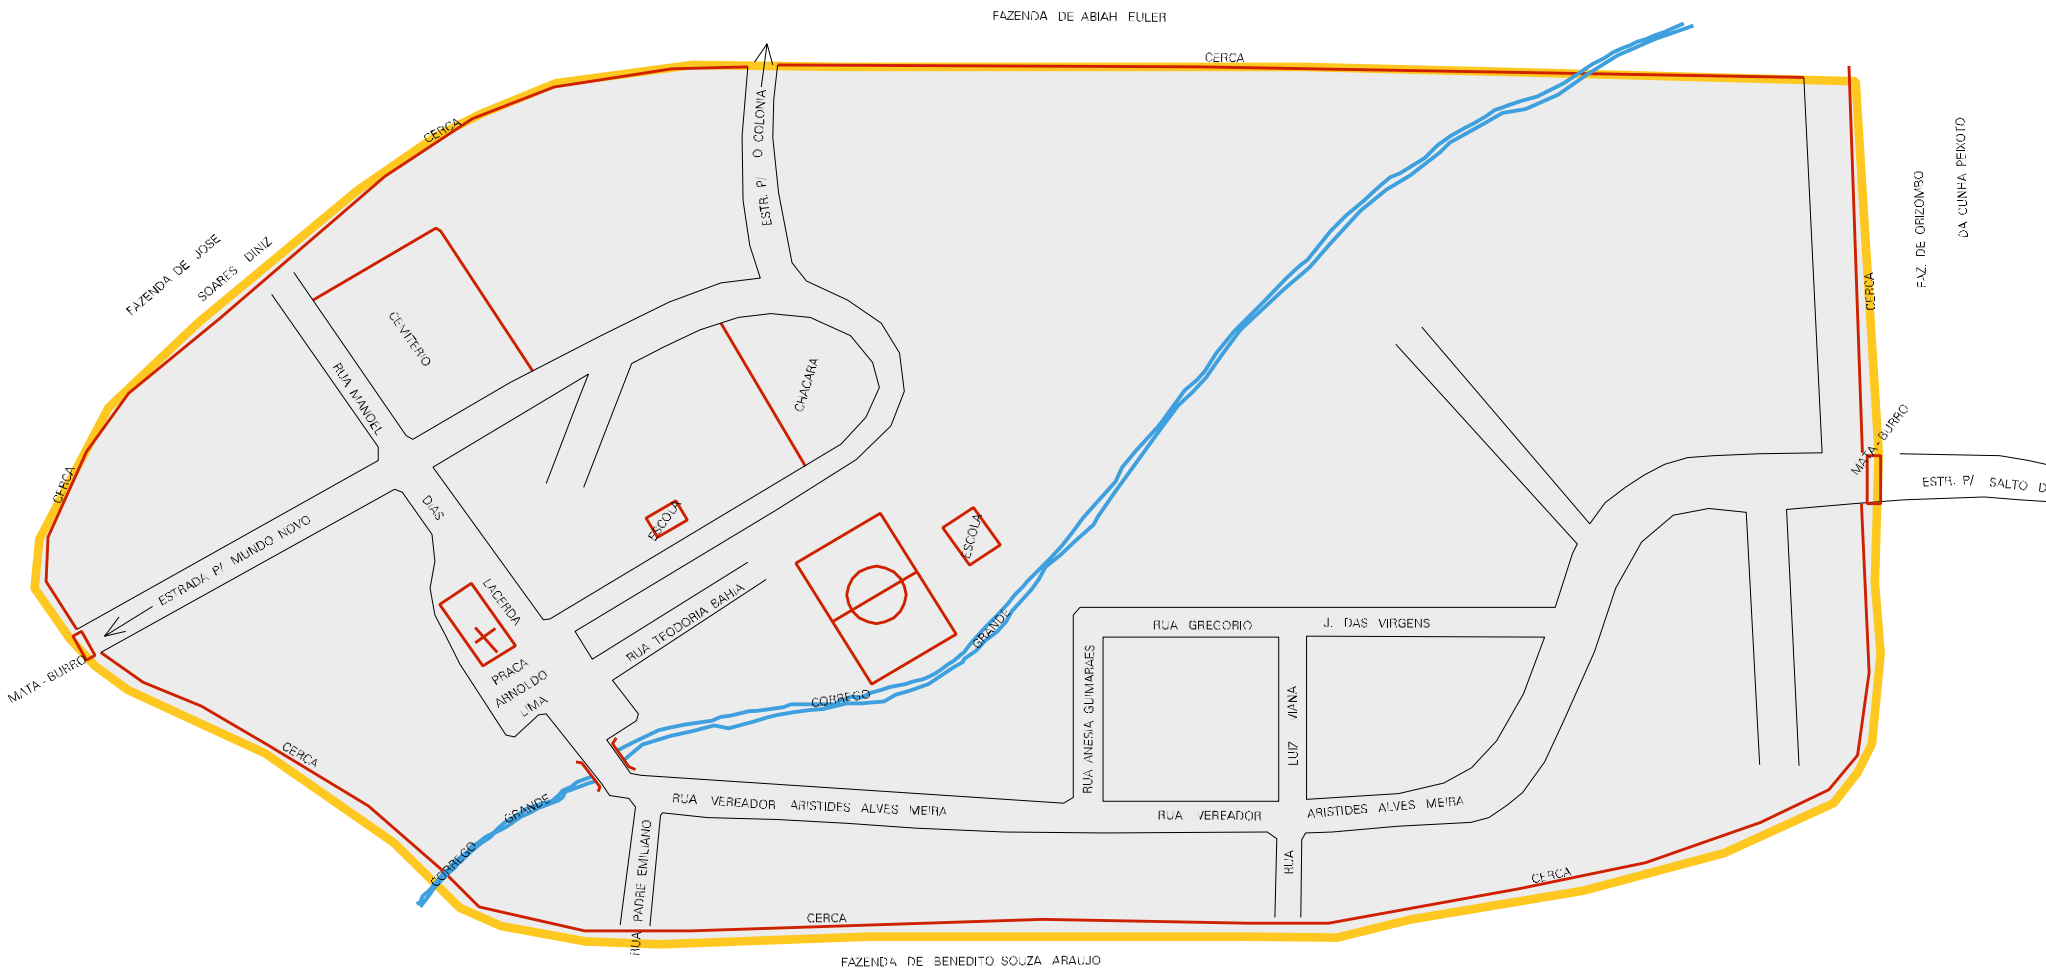 FAZENDA DE ABIAH EULER
CERCA
CERCA
ESTR. P/ O COLONIA
FAZ. DE ORIZOMBO
DA CUNHA PEIXOTO
FAZENDA DE JOSE
SOARES DINIZ
CERCA
CEMITERIO
RUA MANOEL
DIAS
LACERDA
CHACARA
CERCA
MATA-BURRO
ESTR. P/ SALTO D
ESCOLA
ESCOLA
ESTRADA P/ MUNDO NOVO
MATA-BURRO
RUA TEODORIA BAHIA
PRACA
ARNOLDO
LIMA
CORREGO
GRANDE
RUA GREGORIO
J. DAS VIRGENS
RUA ANESIA GUIMARAES
LUIZ VIANA
RUA
CERCA
CORREGO
GRANDE
RUA VEREADOR ARISTIDES ALVES MEIRA
RUA VEREADOR
ARISTIDES ALVES MEIRA
RUA PADRE EMILIANO
CERCA
CERCA
FAZENDA DE BENEDITO SOUZA ARAUJO